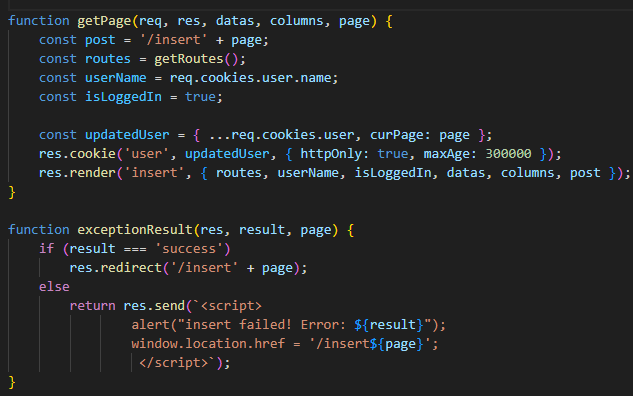 function getPage(req, res, datas, columns, page) {
    const post = '/insert' + page;
    const routes = getRoutes();
    const userName = req.cookies.user.name;
    const isLoggedIn = true;

    const updatedUser = { ...req.cookies.user, curPage: page };
    res.cookie('user', updatedUser, { httpOnly: true, maxAge: 300000 });
    res.render('insert', { routes, userName, isLoggedIn, datas, columns, post });
}

function exceptionResult(res, result, page) {
    if (result === 'success')
        res.redirect('/insert' + page);
    else
        return res.send(`<script>
                alert("insert failed! Error: ${result}");
                window.location.href = '/insert${page}';
                 </script>`);
}